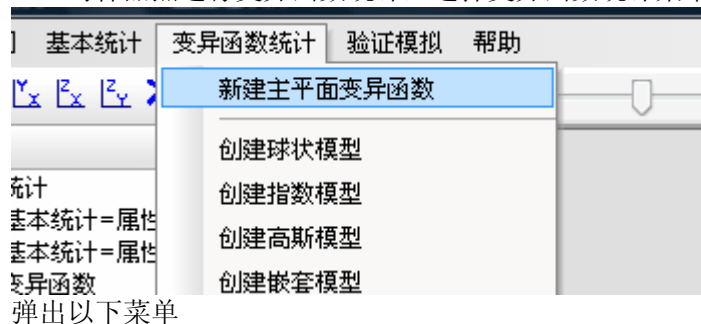 基本统计 变异函数统计 验证模拟 帮助
Y X Z X Z Y 新建主平面变异函数
创建球状模型
统计
创建指数模型
基本统计=属性
创建高斯模型
基本统计=属性
变异函数 创建嵌套模型
弹出以下菜单